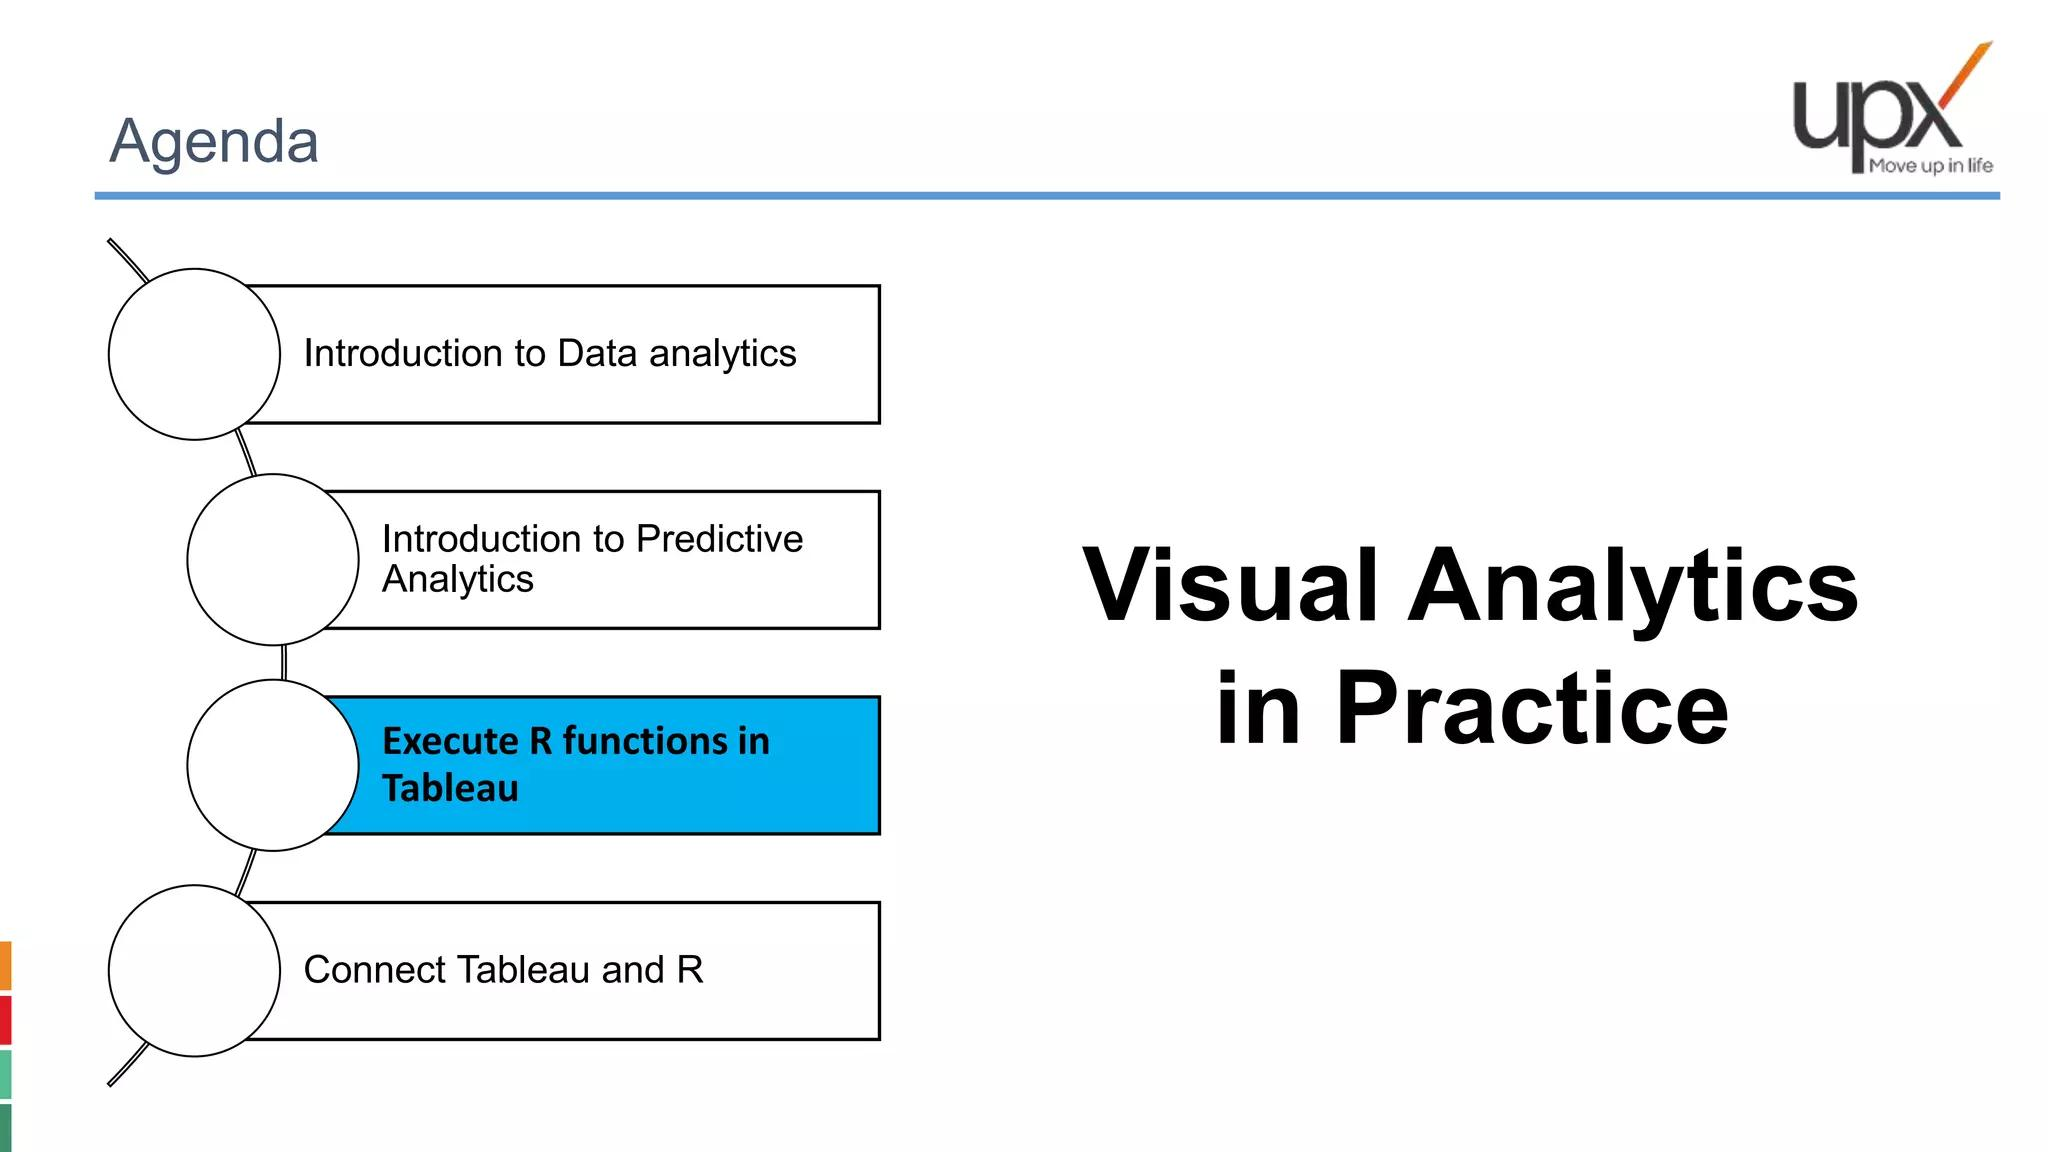 Agenda
upx
Move up in life
Introduction to Data analytics
Introduction to Predictive
Analytics
Execute R functions in
Tableau
Connect Tableau and R
Visual Analytics
in Practice